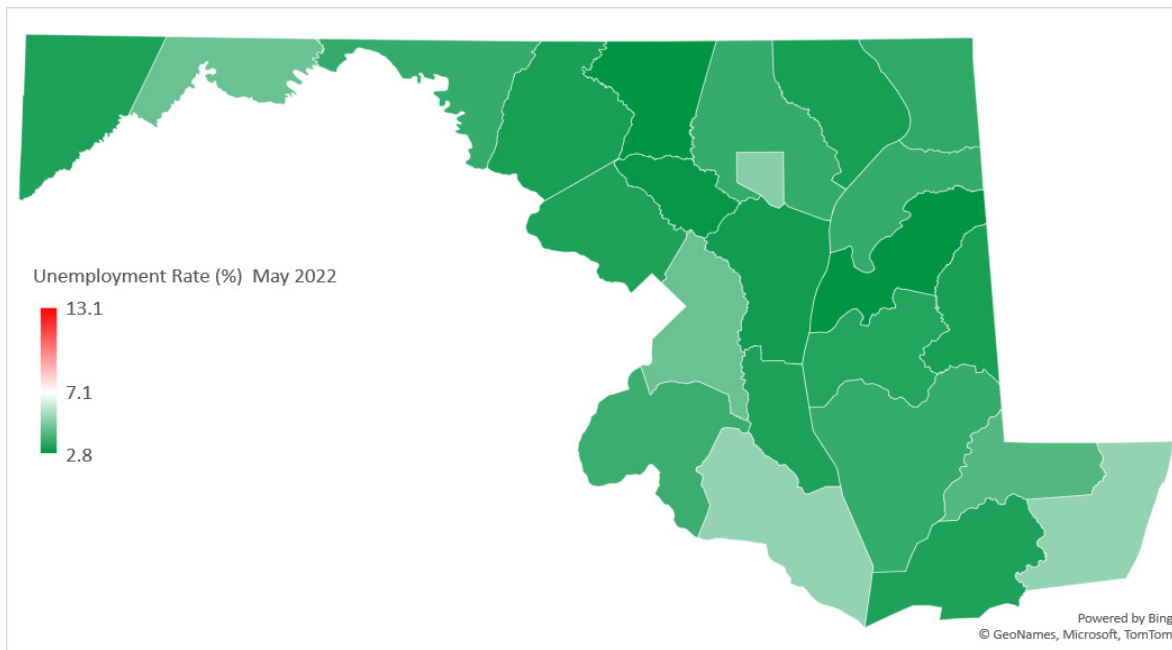 Unemployment Rate (%)  May 2022
13.1
7.1
2.8
Powered by Bing
© GeoNames, Microsoft, TomTom